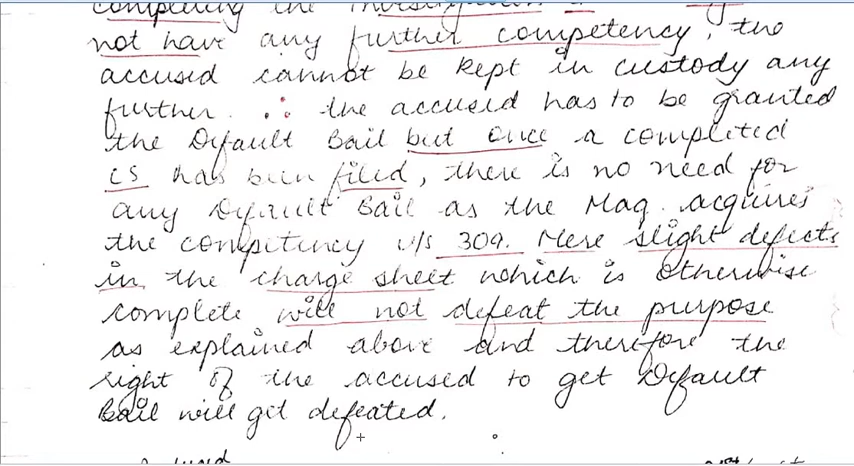 completing the investigation
not have any further competency, the
accused cannot be kept in custody any
further. ∴ the accused has to be granted
the Default Bail but once a completed
CS has been filed, there is no need for
any Default Bail as the Mag. acquires
the competency u/s 309. Mere slight defects
in the charge sheet which is otherwise
complete will not defeat the purpose
as explained above and therefore the
right of the accused to get Default
Bail will get defeated.